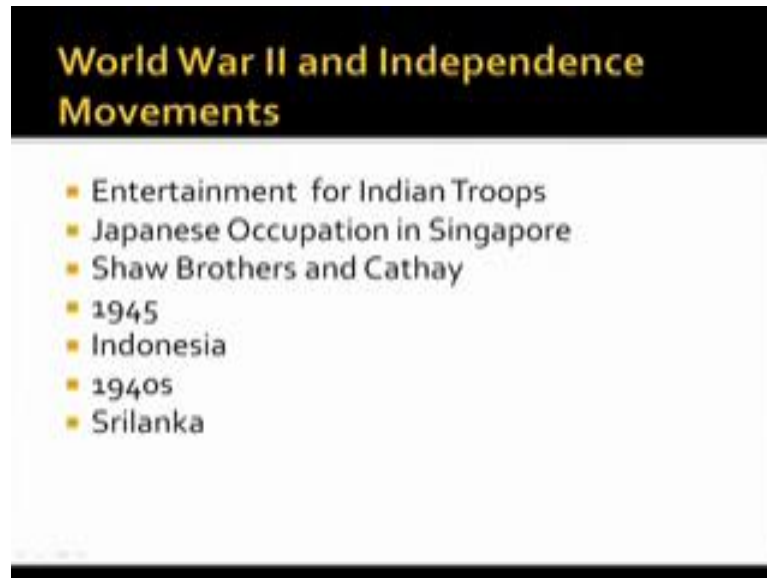 World War II and Independence
Movements
Entertainment for Indian Troops
Japanese Occupation in Singapore
Shaw Brothers and Cathay
1945
Indonesia
1940s
Srilanka